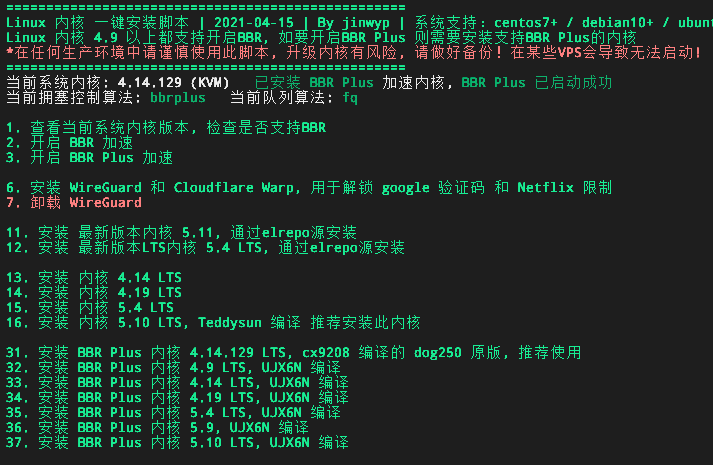 ==================================================
Linux 内核 一键安装脚本 | 2021-04-15 | By jinwyp | 系统支持: centos7+ / debian10+ / ubun
Linux 内核 4.9 以上都支持开启BBR, 如要开启BBR Plus 则需要安装支持BBR Plus的内核
*在任何生产环境中请谨慎使用此脚本, 升级内核有风险, 请做好备份! 在某些VPS会导致无法启动!
==================================================
当前系统内核: 4.14.129 (KVM) 已安装 BBR Plus 加速内核, BBR Plus 已启动成功
当前拥塞控制算法: bbrplus 当前队列算法: fq
1. 查看当前系统内核版本, 检查是否支持BBR
2. 开启 BBR 加速
3. 开启 BBR Plus 加速
6. 安装 WireGuard 和 Cloudflare Warp, 用于解锁 google 验证码 和 Netflix 限制
7. 卸载 WireGuard
11. 安装 最新版本内核 5.11, 通过elrepo源安装
12. 安装 最新版本LTS内核 5.4 LTS, 通过elrepo源安装
13. 安装 内核 4.14 LTS
14. 安装 内核 4.19 LTS
15. 安装 内核 5.4 LTS
16. 安装 内核 5.10 LTS, Teddysun 编译 推荐安装此内核
31. 安装 BBR Plus 内核 4.14.129 LTS, cx9208 编译的 dog250 原版, 推荐使用
32. 安装 BBR Plus 内核 4.9 LTS, UJX6N 编译
33. 安装 BBR Plus 内核 4.14 LTS, UJX6N 编译
34. 安装 BBR Plus 内核 4.19 LTS, UJX6N 编译
35. 安装 BBR Plus 内核 5.4 LTS, UJX6N 编译
36. 安装 BBR Plus 内核 5.9, UJX6N 编译
37. 安装 BBR Plus 内核 5.10 LTS, UJX6N 编译